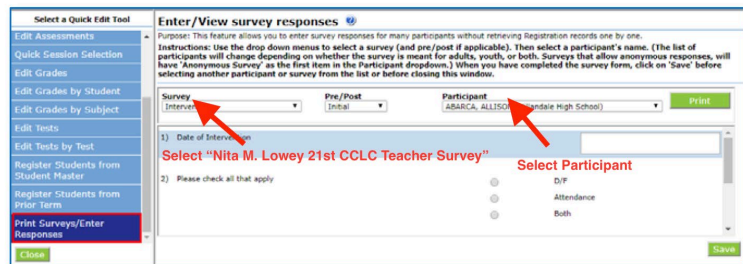 Select a Quick Edit Tool
Edit Assessments
Quick Session Selection
Edit Grades
Edit Grades by Student
Edit Grades by Subject
Edit Tests
Edit Tests by Test
Register Students from
Student Master
Register Students from
Prior Term
Print Surveys/Enter
Responses
Close
Enter/View survey responses
Purpose: This feature allows you to enter survey responses for many participants without retrieving Registration records one by one.
Instructions: Use the drop down menus to select a survey (and pre/post if applicable). Then select a participant's name. (The list of
participants will change depending on whether the survey is meant for adults, youth, or both. Surveys that allow anonymous responses, will
have 'Anonymous Survey' as the first item in the Participant dropdown.) When you have completed the survey form, click on 'Save' before
selecting another participant or survey from the list or before closing this window.
Survey Pre/Post Participant
Initial ABARCA, ALLISON High School) Print
1) Date of Intervention
Select “Nita M. Lowey 21st CCLC Teacher Survey”
Select Participant
2) Please check all that apply D/F
Attendance
Both
Save